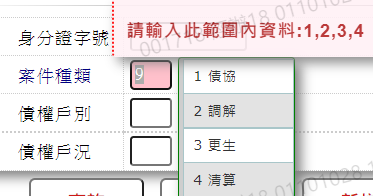 請輸入此範圍內資料:1,2,3,4
身分證字號
案件種類 9
1 債協
2 調解
3 更生
4 清算
債權戶別
債權戶況